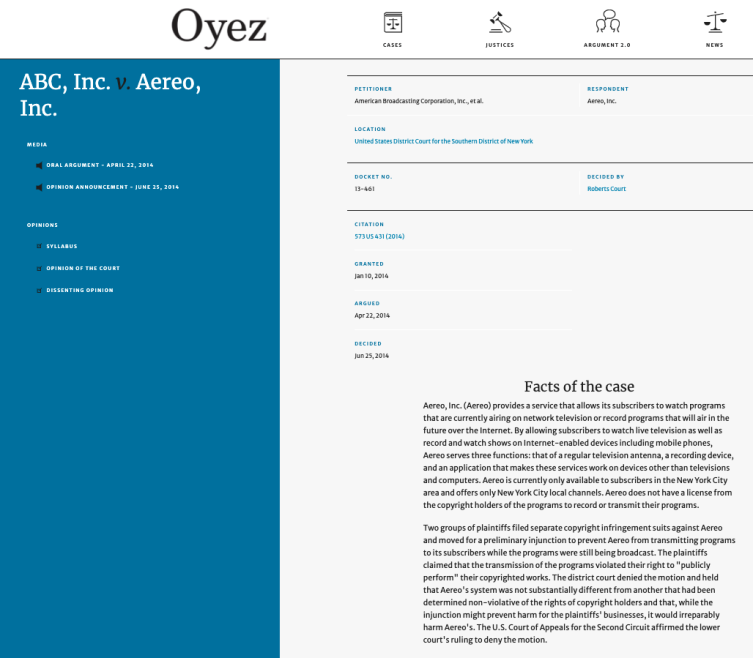 Oyez
CASES
JUSTICES
ARGUMENT 2.0
NEWS
ABC, Inc. v. Aereo,
Inc.
MEDIA
ORAL ARGUMENT - APRIL 22, 2014
OPINION ANNOUNCEMENT - JUNE 25, 2014
OPINIONS
SYLLABUS
OPINION OF THE COURT
DISSENTING OPINION
PETITIONER
American Broadcasting Corporation, Inc., et al.
RESPONDENT
Aereo, Inc.
LOCATION
United States District Court for the Southern District of New York
DOCKET NO.
13-461
DECIDED BY
Roberts Court
CITATION
573 US 431 (2014)
GRANTED
Jan 10, 2014
ARGUED
Apr 22, 2014
DECIDED
Jun 25, 2014
Facts of the case
Aereo, Inc. (Aereo) provides a service that allows its subscribers to watch programs
that are currently airing on network television or record programs that will air in the
future over the Internet. By allowing subscribers to watch live television as well as
record and watch shows on Internet-enabled devices including mobile phones,
Aereo serves three functions: that of a regular television antenna, a recording device,
and an application that makes these services work on devices other than televisions
and computers. Aereo is currently only available to subscribers in the New York City
area and offers only New York City local channels. Aereo does not have a license from
the copyright holders of the programs to record or transmit their programs.
Two groups of plaintiffs filed separate copyright infringement suits against Aereo
and moved for a preliminary injunction to prevent Aereo from transmitting programs
to its subscribers while the programs were still being broadcast. The plaintiffs
claimed that the transmission of the programs violated their right to "publicly
perform" their copyrighted works. The district court denied the motion and held
that Aereo's system was not substantially different from another that had been
determined non-violative of the rights of copyright holders and that, while the
injunction might prevent harm for the plaintiffs' businesses, it would irreparably
harm Aereo's. The U.S. Court of Appeals for the Second Circuit affirmed the lower
court's ruling to deny the motion.